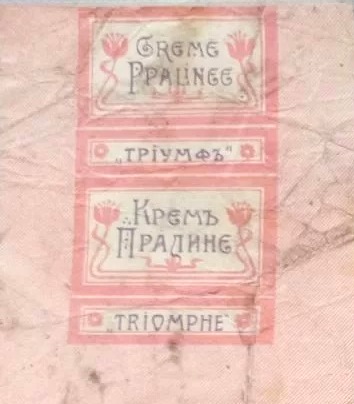 CREME
PRALINEE
„ТРІУМФЪ"
КРЕМЪ
ПРАЛИНЕ
„TRIOMPHE"